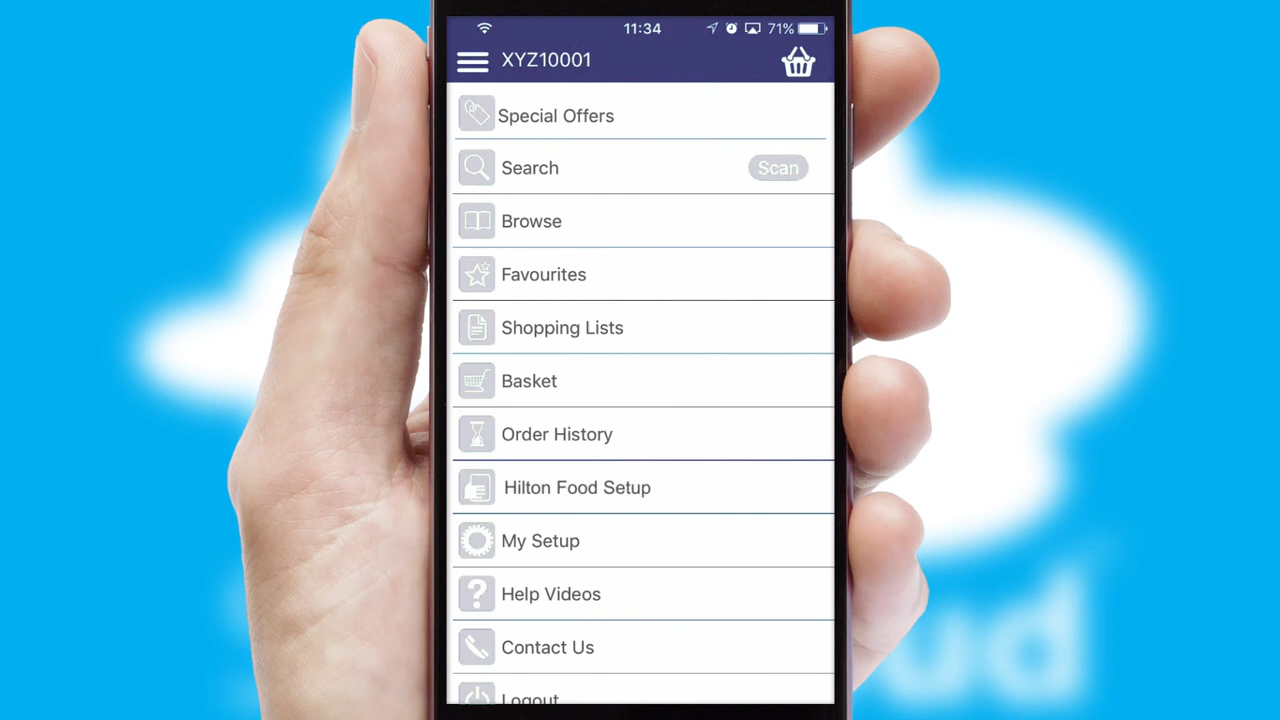 11:34
71%
XYZ10001
Special Offers
Search
Scan
Browse
Favourites
Shopping Lists
Basket
Order History
Hilton Food Setup
My Setup
Help Videos
Contact Us
Logout